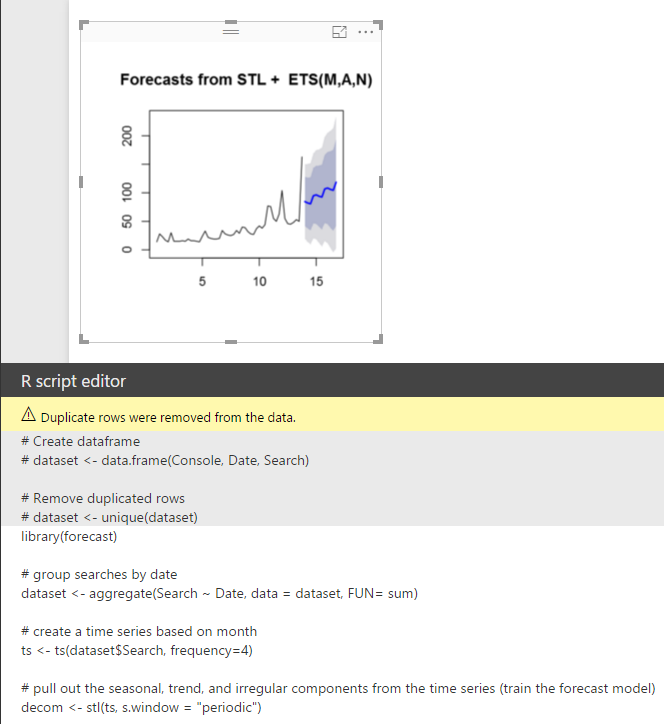 Forecasts from STL + ETS(M,A,N)
200
100
50
0
5 10 15
R script editor
Duplicate rows were removed from the data.
# Create dataframe
# dataset <- data.frame(Console, Date, Search)
# Remove duplicated rows
# dataset <- unique(dataset)
library(forecast)
# group searches by date
dataset <- aggregate(Search ~ Date, data = dataset, FUN= sum)
# create a time series based on month
ts <- ts(dataset$Search, frequency=4)
# pull out the seasonal, trend, and irregular components from the time series (train the forecast model)
decom <- stl(ts, s.window = "periodic")